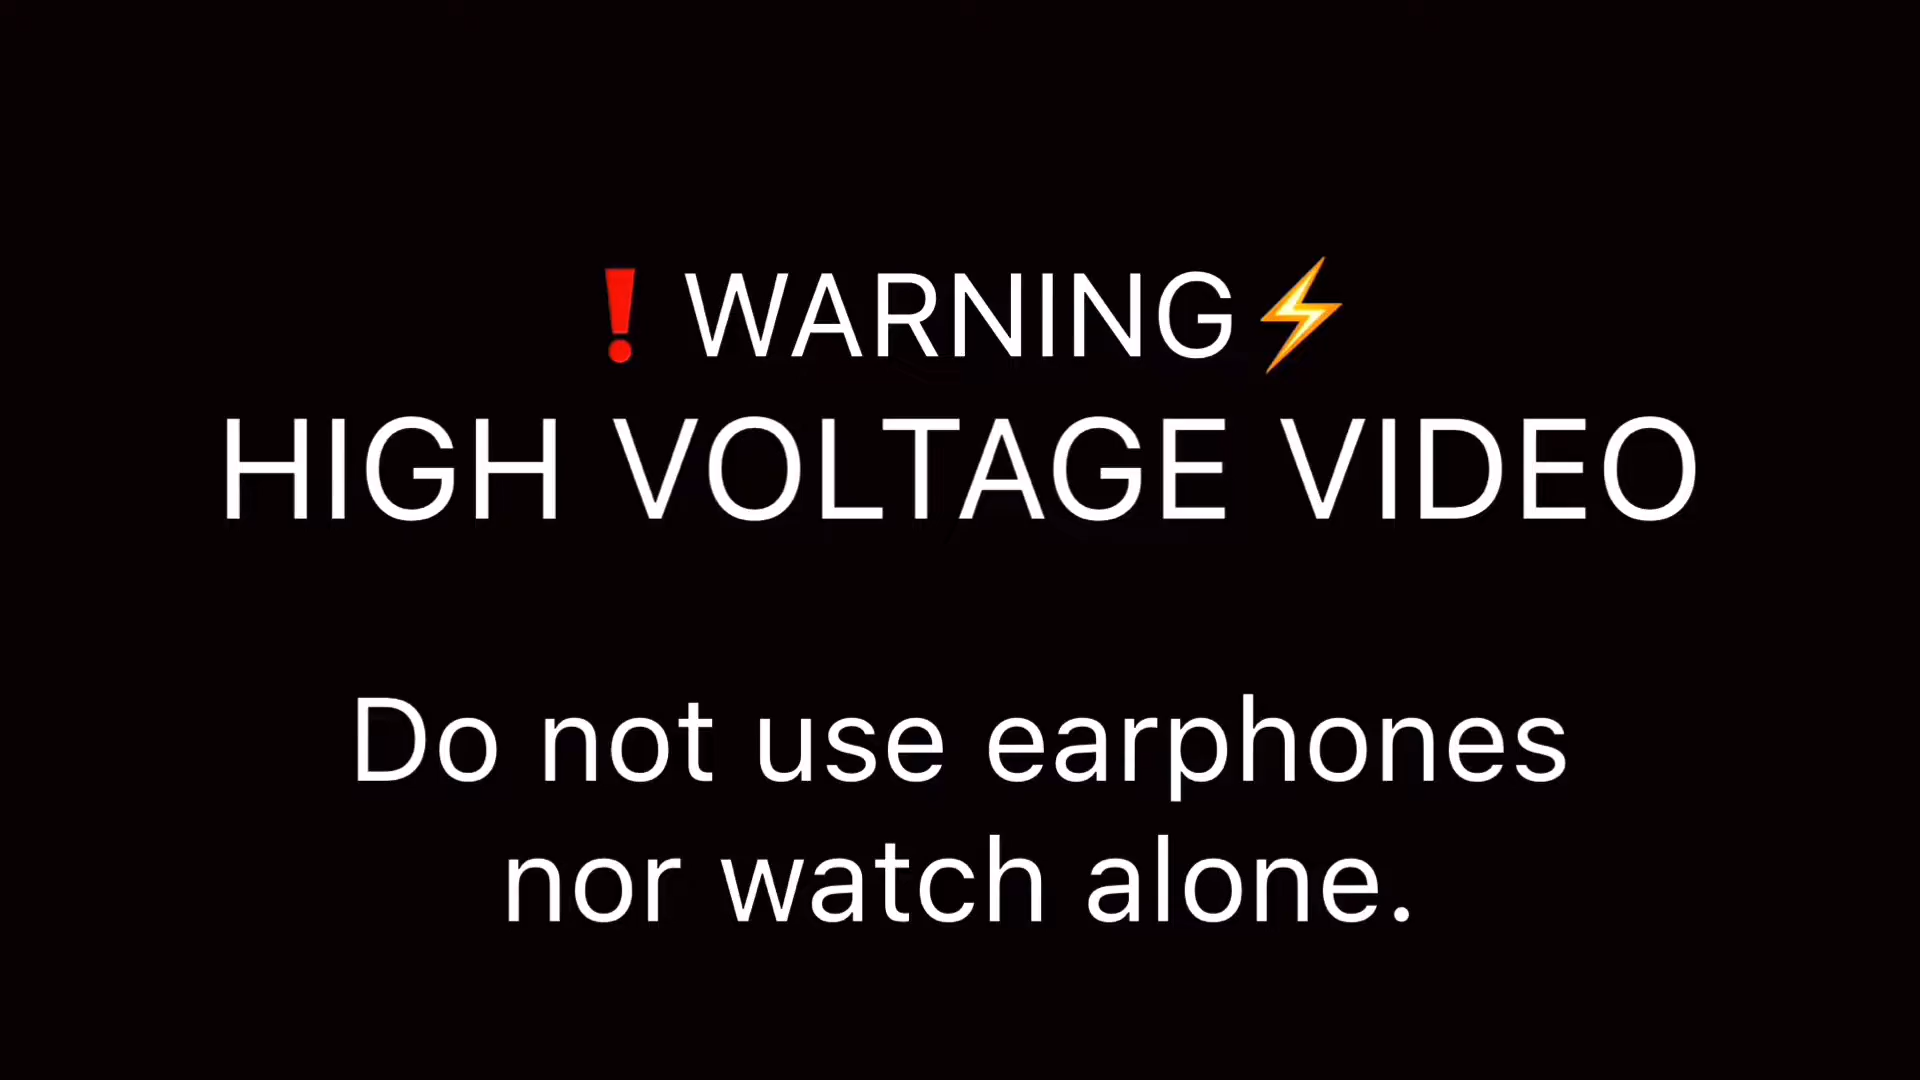 ❗WARNING⚡
HIGH VOLTAGE VIDEO
Do not use earphones
nor watch alone.